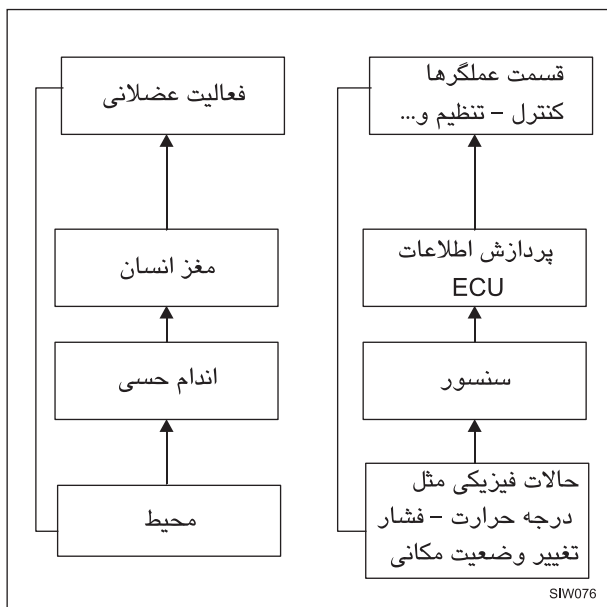 قسمت عملگرها
کنترل – تنظیم و...
پردازش اطلاعات
ECU
سنسور
حالات فیزیکی مثل
درجه حرارت – فشار
تغییر وضعیت مکانی
فعالیت عضلانی
مغز انسان
اندام حسی
محیط
SIW076